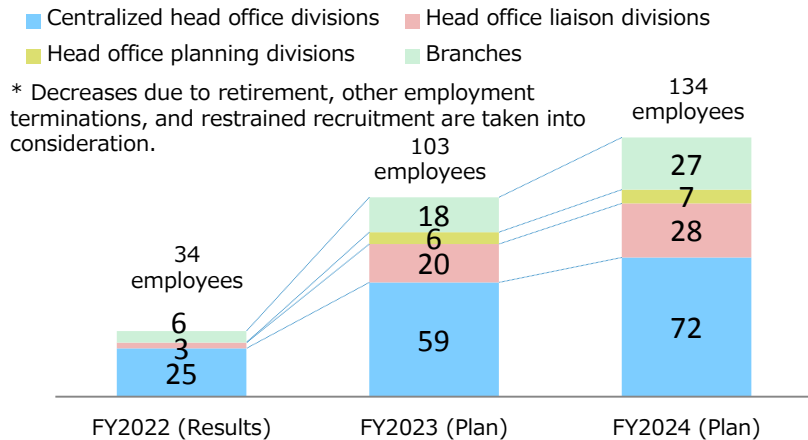 Centralized head office divisions
Head office liaison divisions
Head office planning divisions
Branches
* Decreases due to retirement, other employment
terminations, and restrained recruitment are taken into
consideration.
34
employees
6
3
25
103
employees
18
6
20
59
134
employees
27
7
28
72
FY2022 (Results)
FY2023 (Plan)
FY2024 (Plan)